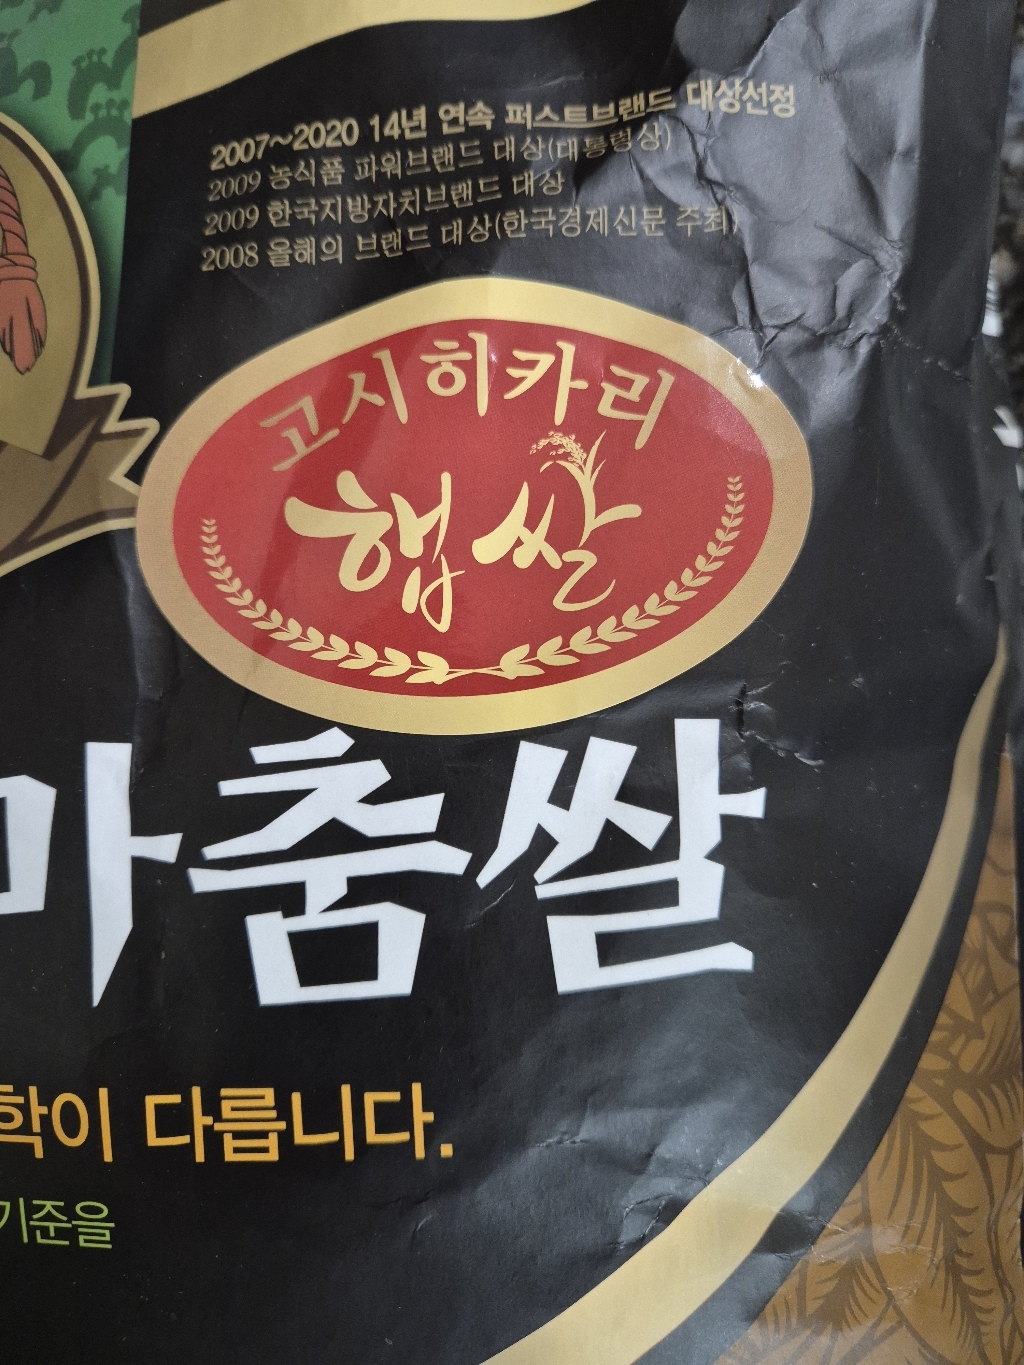 2007~2020 14년 연속 퍼스트브랜드 대상선정
2009 농식품 파워브랜드 대상(대통령상)
2009 한국지방자치브랜드 대상
2008 올해의 브랜드 대상(한국경제신문 주최)
고시히카리
햅쌀
마춤쌀
학이 다릅니다.
기준을